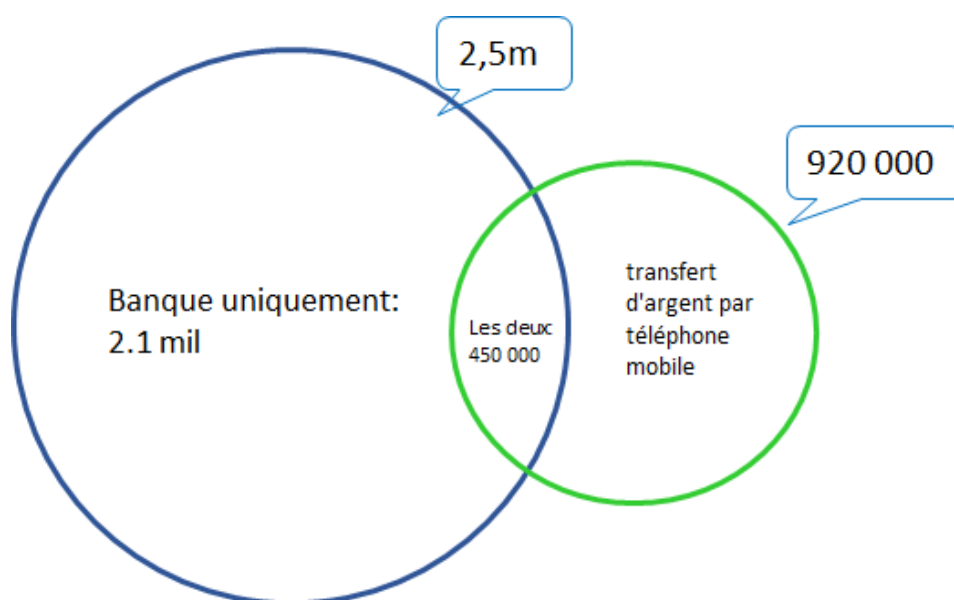 2,5m
920 000
Banque uniquement:
2.1 mil
Les deux
450 000
transfert
d'argent par
téléphone
mobile